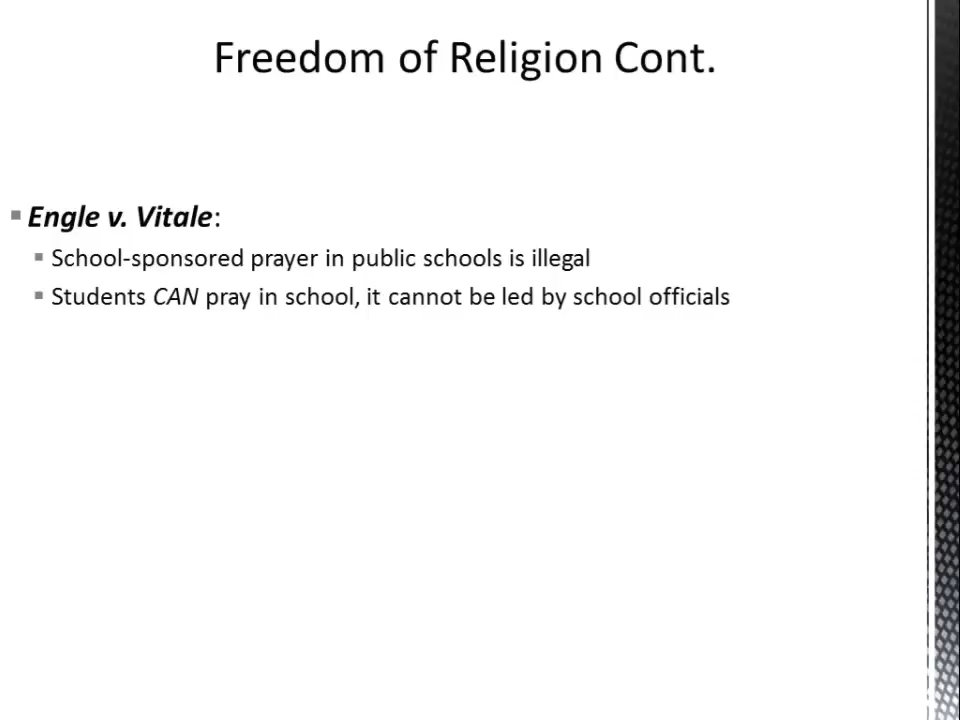 Freedom of Religion Cont.
▪ Engle v. Vitale:
▪ School-sponsored prayer in public schools is illegal
▪ Students CAN pray in school, it cannot be led by school officials